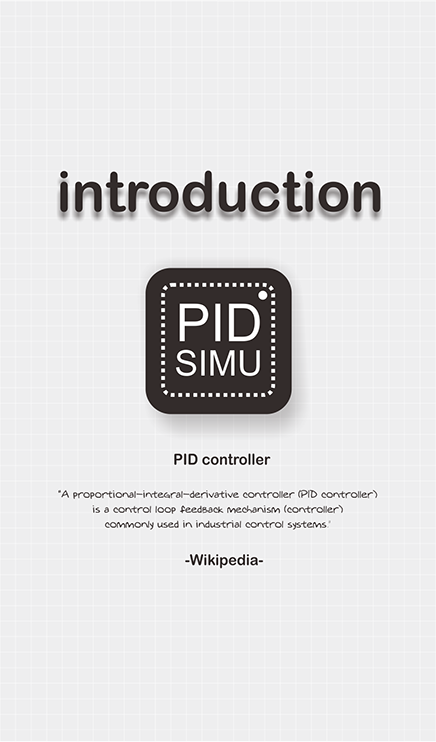 introduction
PID
SIMU
PID controller
"A proportional-integral-derivative controller (PID controller)
is a control loop feedback mechanism (controller)
commonly used in industrial control systems."
-Wikipedia-